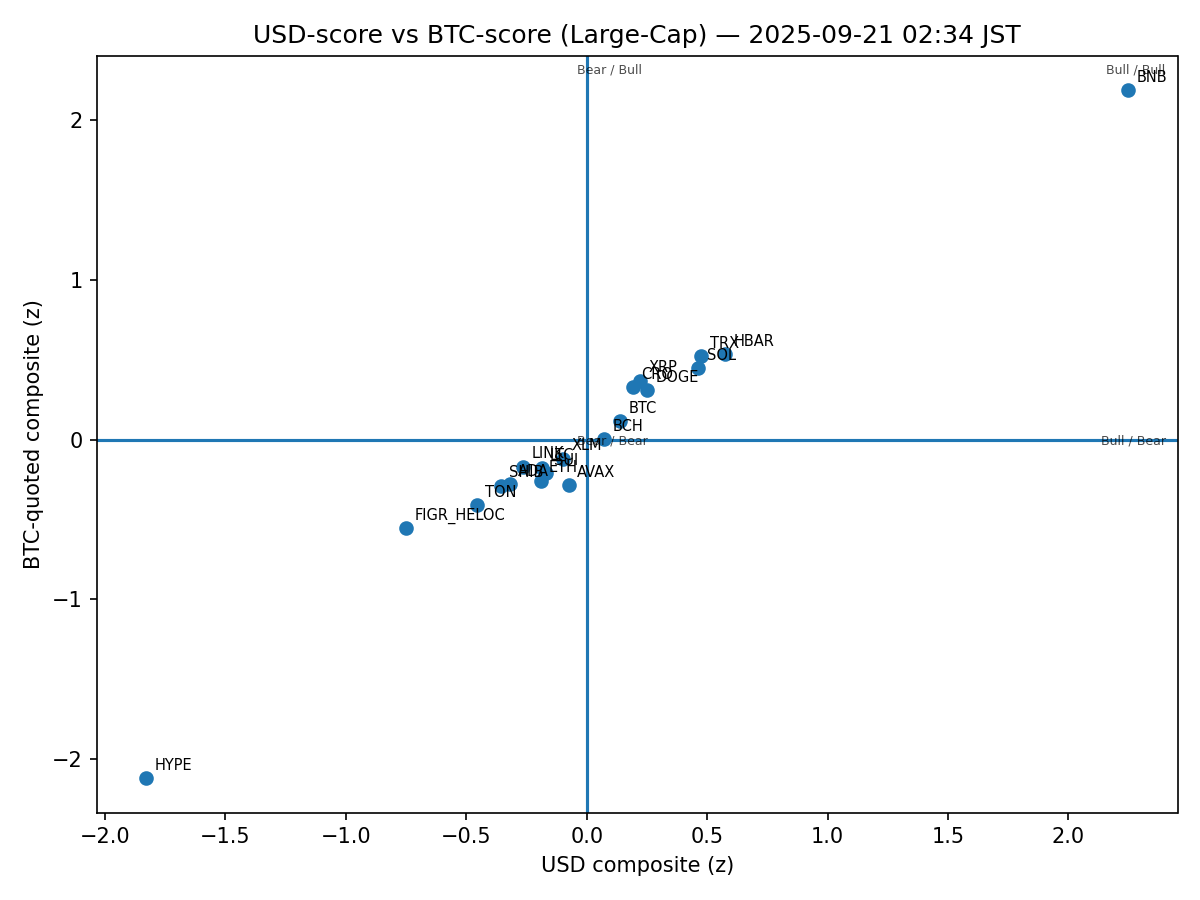 USD-score vs BTC-score (Large-Cap) — 2025-09-21 02:34 JST
Bear / Bull
Bull / Bull
BNB
2
1
HBAR
TRX
SOL
XRP
CRO
DOGE
BTC
BCH
0
Bear / Bear
Bull / Bear
XLM
LINK
SUI
ETH
AVAX
SHIB
ADA
TON
FIGR_HELOC
−1
−2
HYPE
BTC-quoted composite (z)
−2.0
−1.5
−1.0
−0.5
0.0
0.5
1.0
1.5
2.0
USD composite (z)